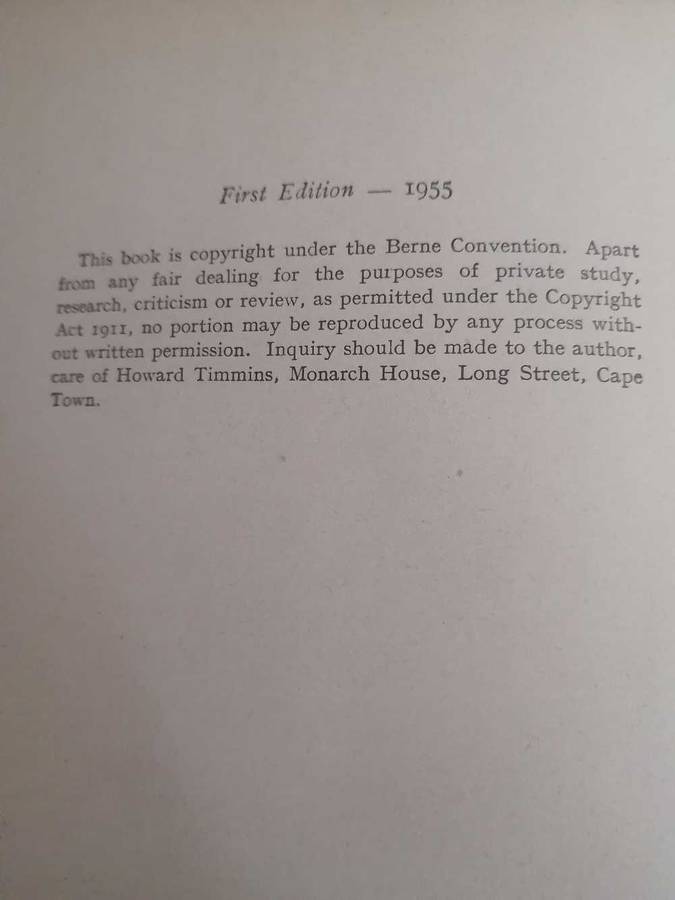 First Edition — 1955
This book is copyright under the Berne Convention. Apart
from any fair dealing for the purposes of private study,
research, criticism or review, as permitted under the Copyright
Act 1911, no portion may be reproduced by any process with-
out written permission. Inquiry should be made to the author,
care of Howard Timmins, Monarch House, Long Street, Cape
Town.